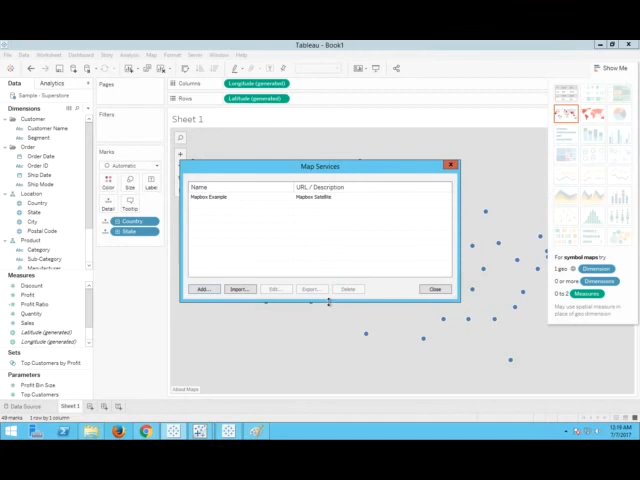 Tableau - Book1
File Data Worksheet Dashboard Story Analysis Map Format Server Window Help
Show Me
Data Analytics
Pages
Columns Longitude (generated)
Rows Latitude (generated)
Sample - Superstore
Dimensions
Customer
Customer Name
Segment
Order
Order Date
Order ID
Ship Date
Ship Mode
Location
Country
State
City
Postal Code
Product
Category
Sub-Category
Manufacturer
Measures
Discount
Profit
Profit Ratio
Quantity
Sales
Latitude (generated)
Longitude (generated)
Sets
Top Customers by Profit
Parameters
Profit Bin Size
Top Customers
Filters
Marks
Automatic
Color Size Label
Detail Tooltip
Country
State
Sheet 1
Map Services
Name URL / Description
Mapbox Example Mapbox Satellite
Add... Import... Edit... Export... Delete Close
About Maps
For symbol maps try
1 geo Dimension
0 or more Dimensions
0 to 2 Measures
May use spatial measure in
place of geo dimension
Data Source Sheet 1
49 marks 1 row by 1 column
12:19 AM
7/7/2017